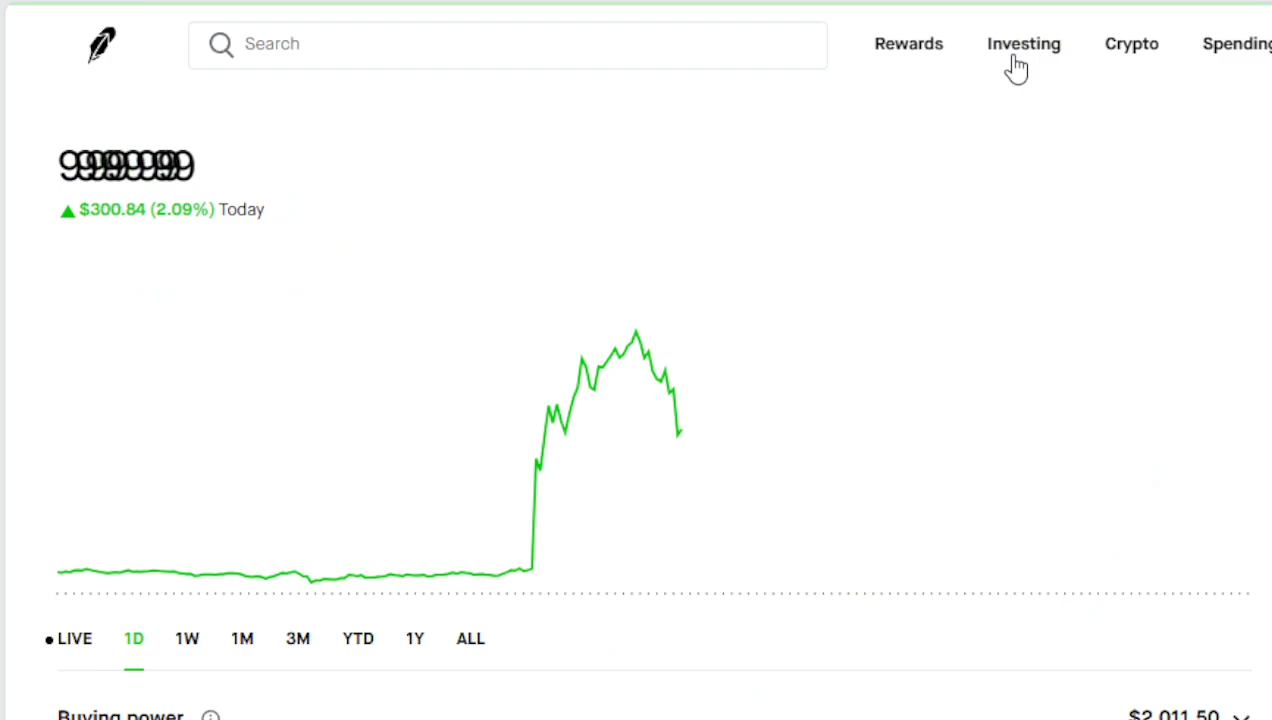 Search
Rewards Investing Crypto Spending
$300.84 (2.09%) Today
LIVE 1D 1W 1M 3M YTD 1Y ALL
Buying power $2,011.50